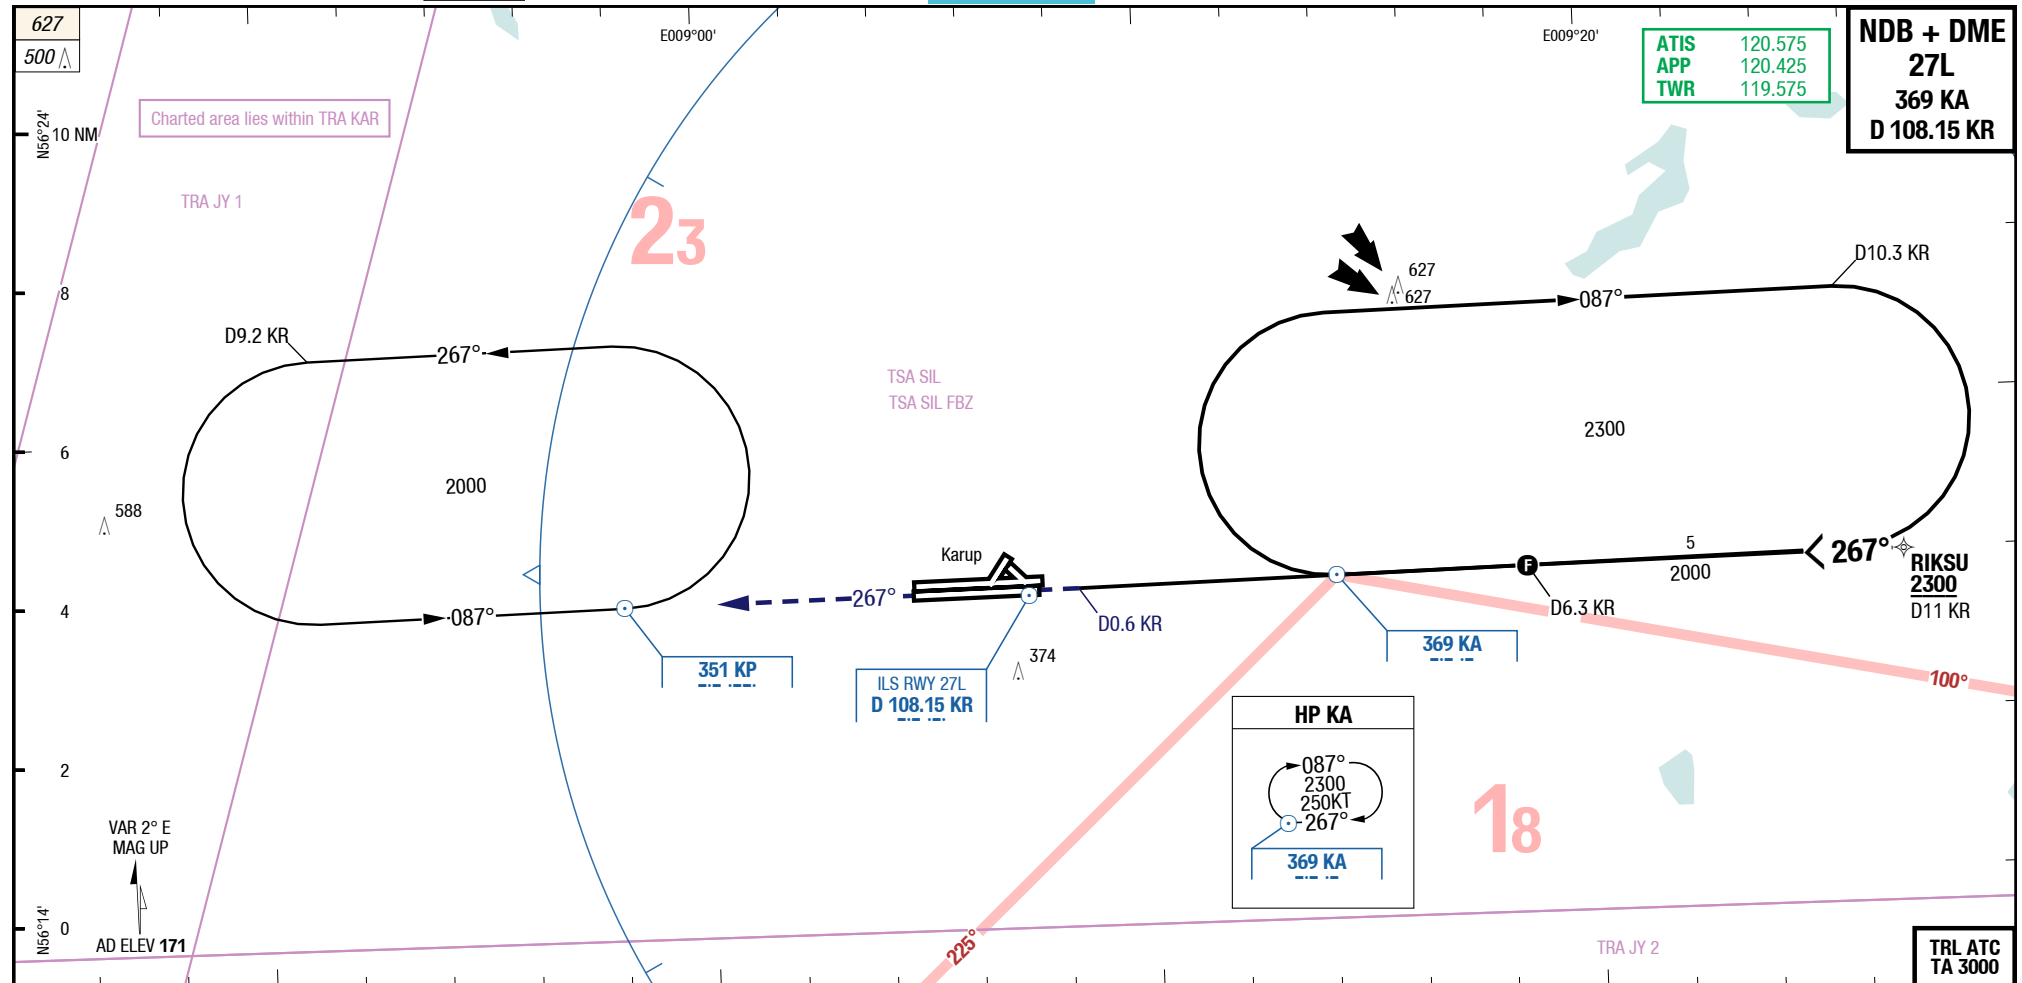 627
500
E009°00'
E009°20'
ATIS 120.575
APP 120.425
TWR 119.575
NDB + DME
27L
369 KA
D 108.15 KR
N56°24'
10 NM
Charted area lies within TRA KAR
TRA JY 1
23
D10.3 KR
627
627
087°
8
D9.2 KR
267°
TSA SIL
TSA SIL FBZ
2300
6
2000
588
Karup
5
2000
267°
RIKSU
2300
D11 KR
4
087°
267°
D0.6 KR
D6.3 KR
351 KP
374
369 KA
ILS RWY 27L
D 108.15 KR
100°
HP KA
087°
2300
250KT
267°
369 KA
2
18
VAR 2° E
MAG UP
N56°14'
0
AD ELEV 171
225°
TRA JY 2
TRL ATC
TA 3000
F